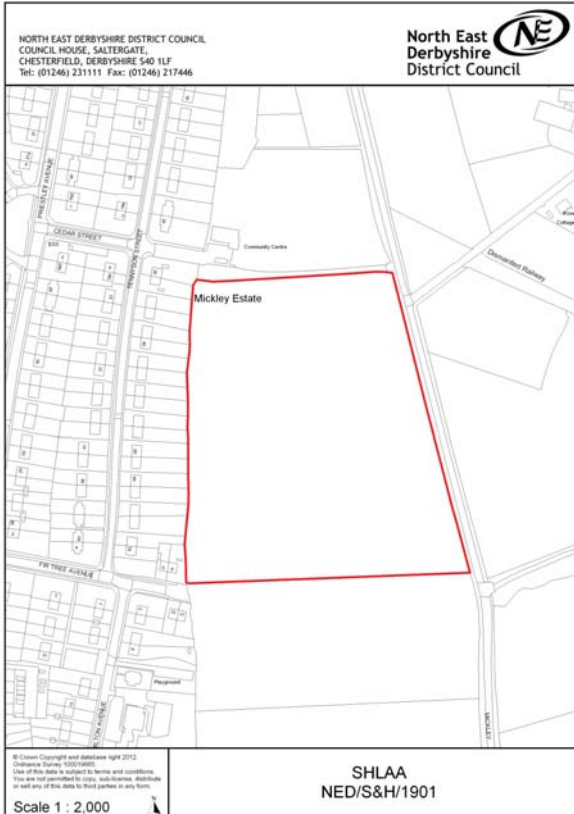 NORTH EAST DERBYSHIRE DISTRICT COUNCIL
COUNCIL HOUSE, SALTERGATE,
CHESTERFIELD, DERBYSHIRE S40 1LF
Tel: (01246) 231111 Fax: (01246) 217446
North East
Derbyshire
District Council
NE
PRIESTLEY AVENUE
CEDAR STREET
TENNYSON STREET
ESS
Community Centre
Dismantled Railway
Mickley Estate
FIR TREE AVENUE
Playground
MICKLEY
© Crown Copyright and database right 2012.
Ordnance Survey 100019665.
Use of this data is subject to terms and conditions.
You are not permitted to copy, sub-license, distribute
or sell any of this data to third parties in any form.
Scale 1 : 2,000
N
SHLAA
NED/S&H/1901